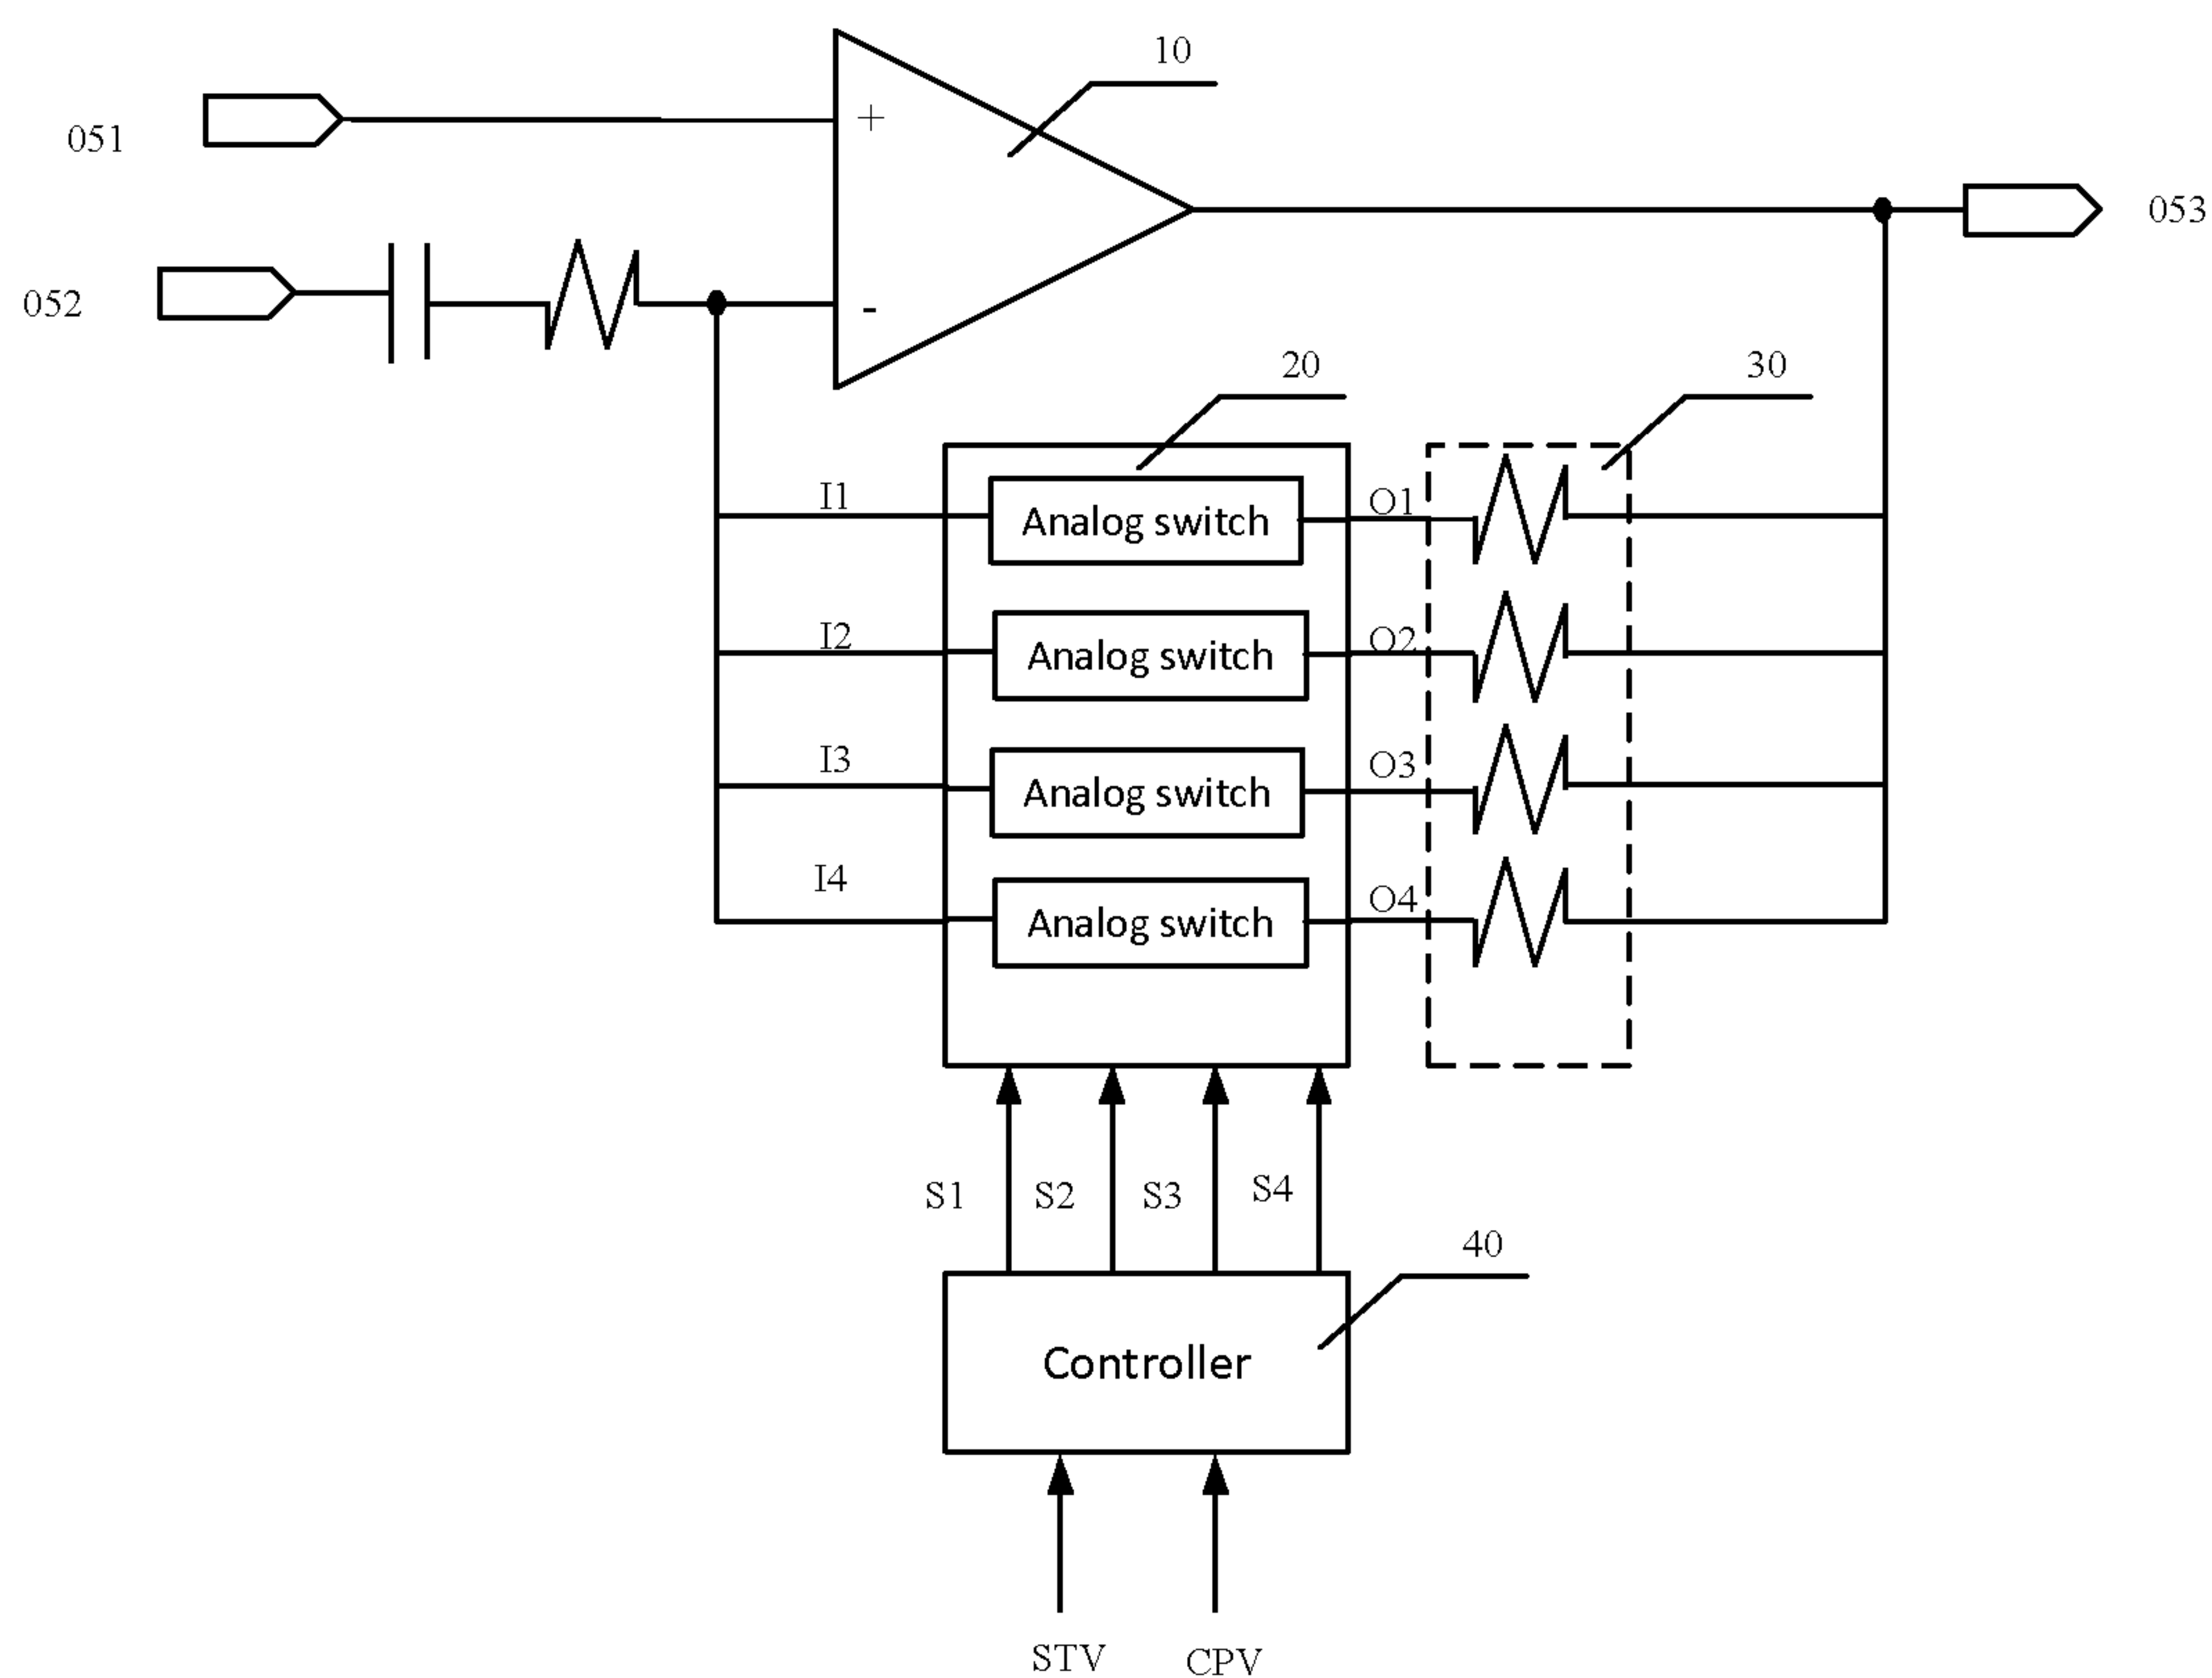 10
051
+
053
052
-
20
30
I1
Analog switch
O1
I2
Analog switch
O2
I3
Analog switch
O3
I4
Analog switch
O4
S1
S2
S3
S4
40
Controller
STV
CPV